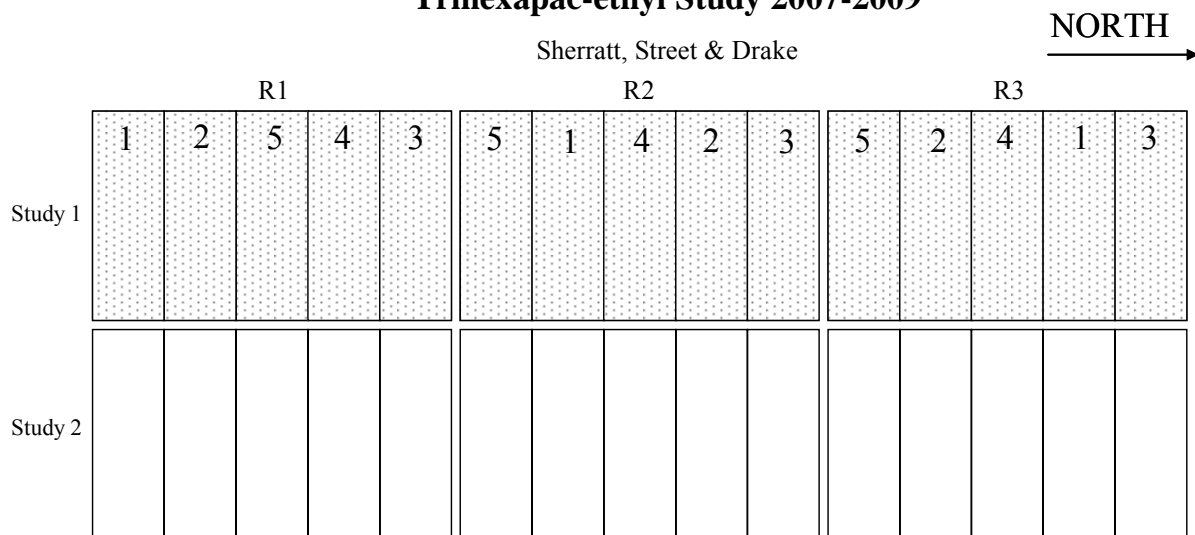 Trinexapac-ethyl Study 2007-2009
NORTH
Sherratt, Street & Drake
R1 R2 R3
1 2 5 4 3 5 1 4 2 3 5 2 4 1 3
Study 1
Study 2